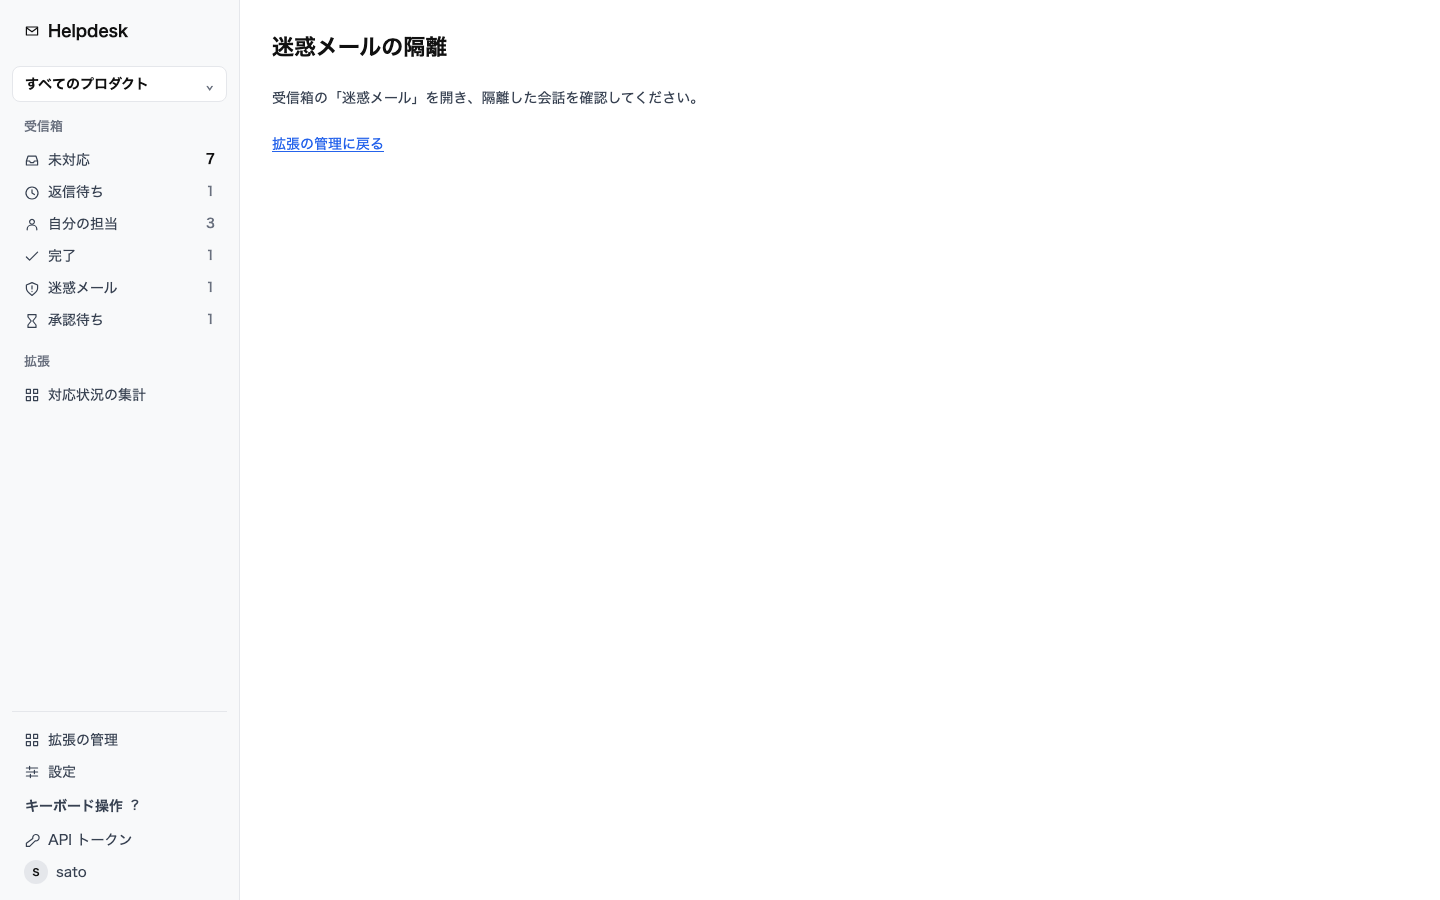 Helpdesk
すべてのプロダクト
受信箱
未対応 7
返信待ち 1
自分の担当 3
完了 1
迷惑メール 1
承認待ち 1
拡張
対応状況の集計
拡張の管理
設定
キーボード操作 ?
API トークン
S sato
迷惑メールの隔離
受信箱の「迷惑メール」を開き、隔離した会話を確認してください。
拡張の管理に戻る